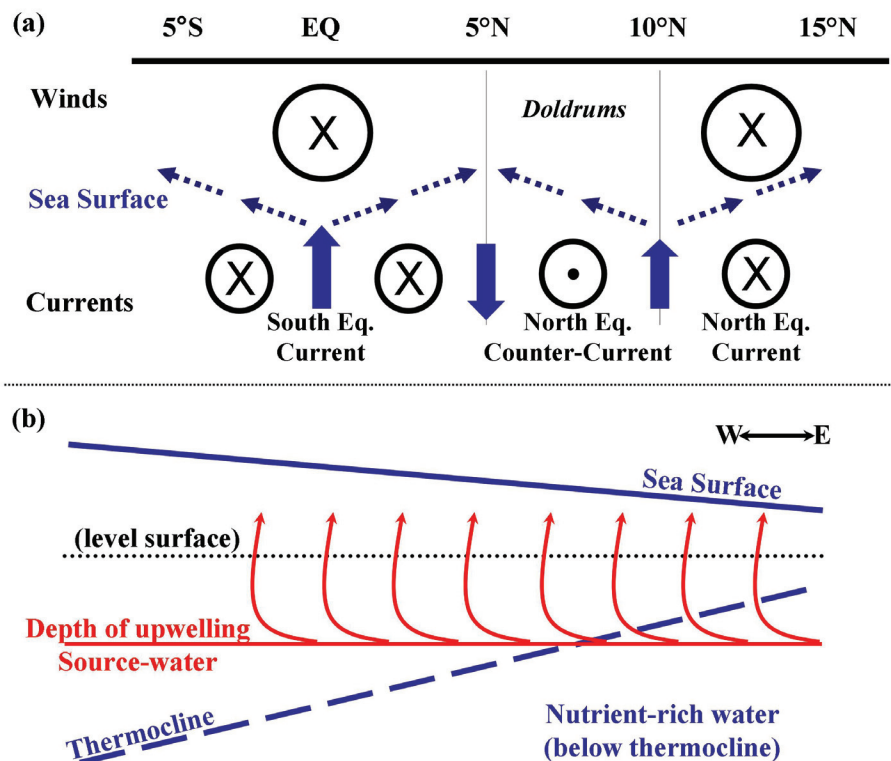 (a)
5°S EQ 5°N 10°N 15°N
Winds
X
Doldrums
X
Sea Surface
Currents
X
X
X
South Eq.
Current
North Eq.
Counter-Current
North Eq.
Current
(b)
W E
Sea Surface
(level surface)
Depth of upwelling
Source-water
Thermocline
Nutrient-rich water
(below thermocline)